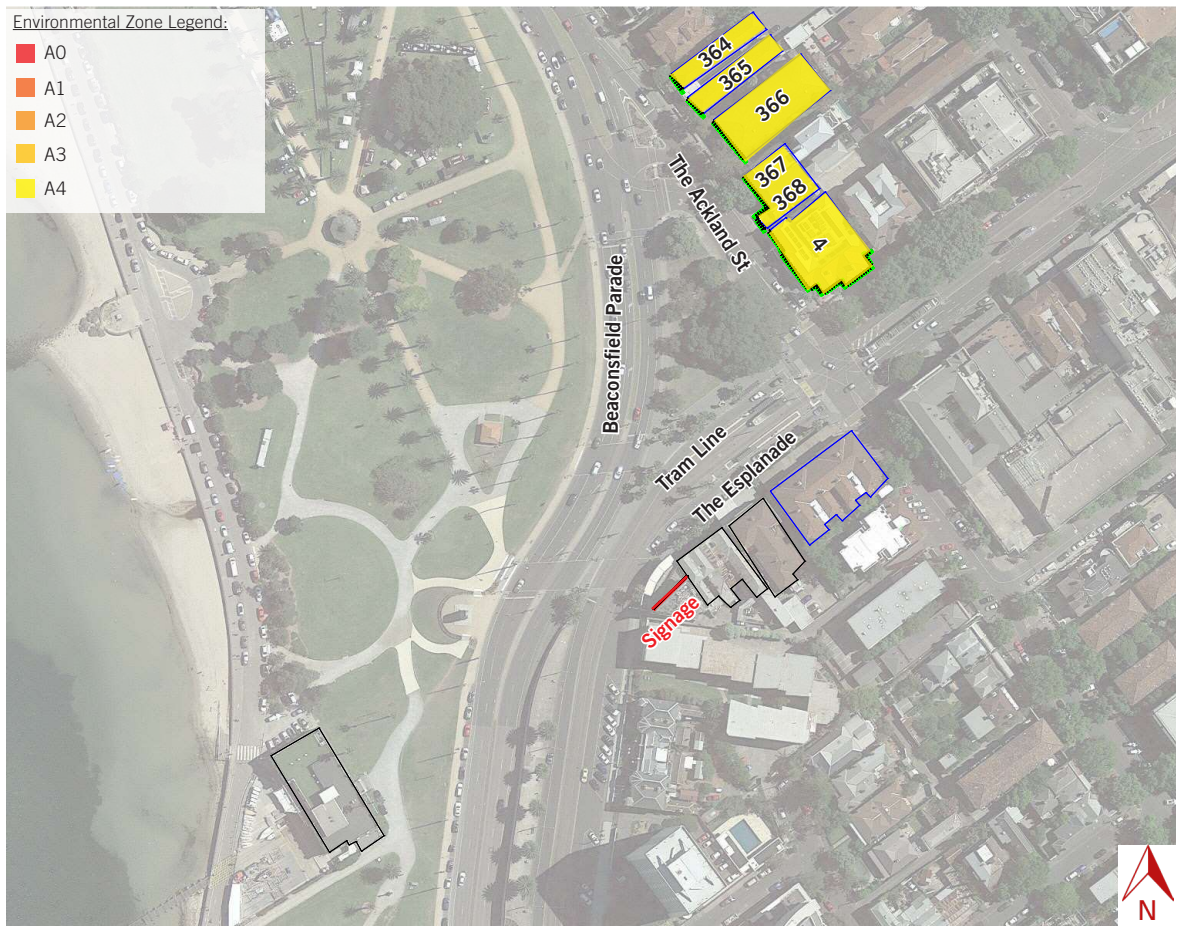 Environmental Zone Legend:
A0
A1
A2
A3
A4
364
365
366
367
368
4
The Ackland St
Beaconsfield Parade
Tram Line
The Esplanade
Signage
N